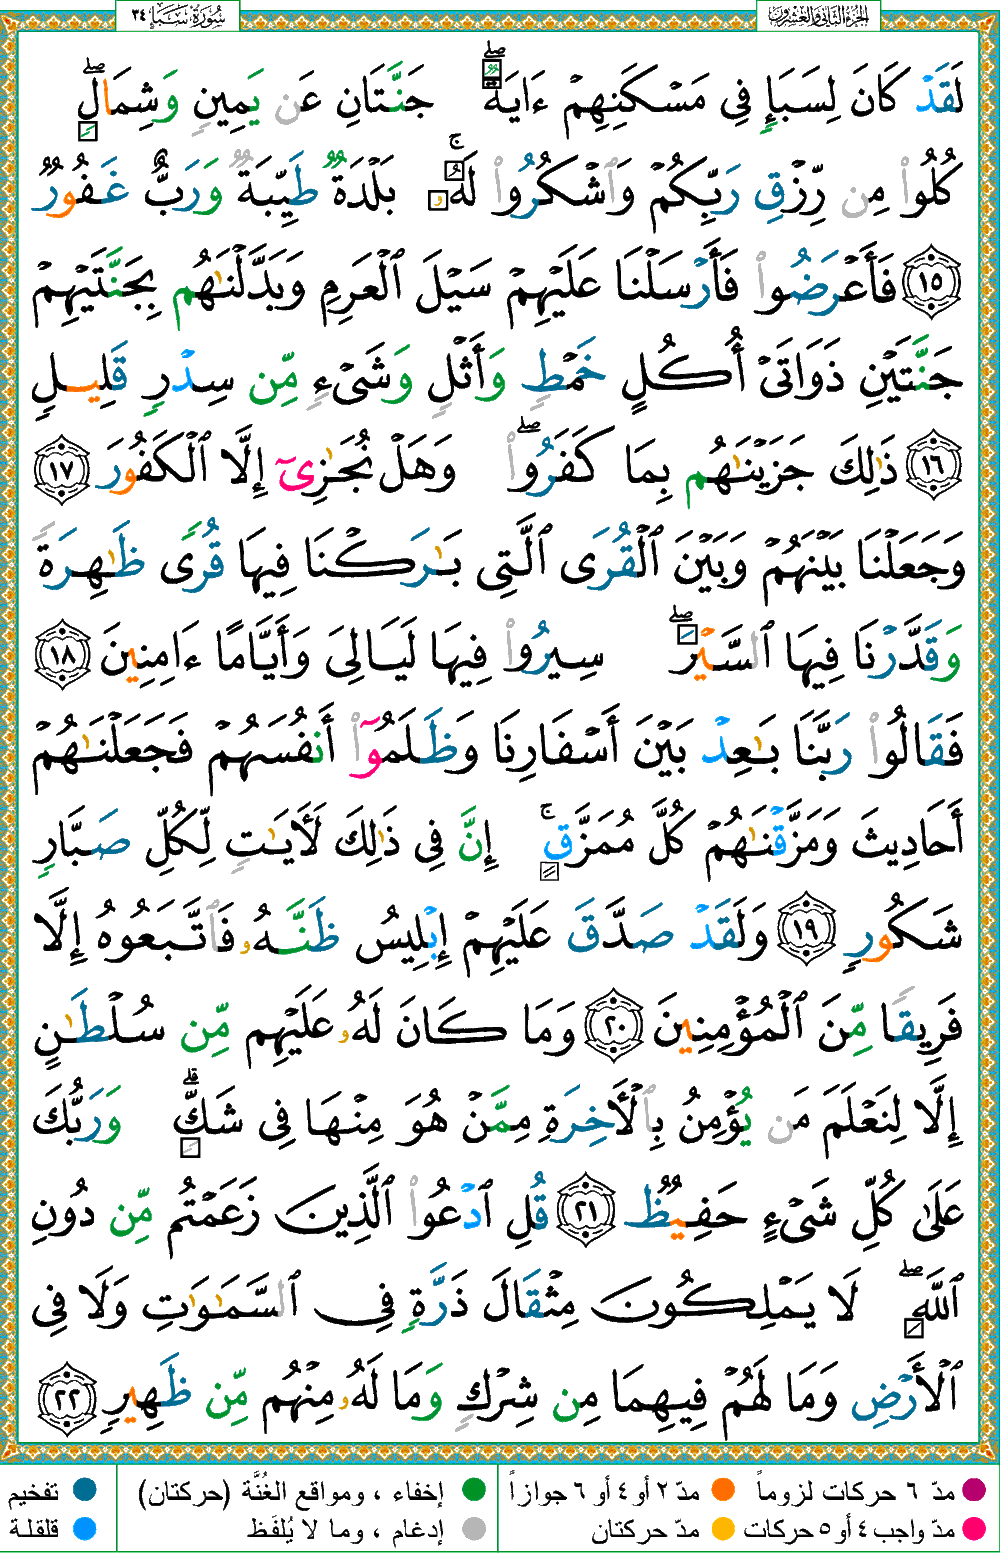 سُورَةُ سَبَإٍ ٣٤
الجزء الثاني والعشرون
لَقَدۡ كَانَ لِسَبَإٖ فِي مَسۡكَنِهِمۡ ءَايَةٞۖ جَنَّتَانِ عَن يَمِينٖ وَشِمَالٖۖ
كُلُواْ مِن رِّزۡقِ رَبِّكُمۡ وَٱشۡكُرُواْ لَهُۥۚ بَلۡدَةٞ طَيِّبَةٞ وَرَبٌّ غَفُورٞ
١٥ فَأَعۡرَضُواْ فَأَرۡسَلۡنَا عَلَيۡهِمۡ سَيۡلَ ٱلۡعَرِمِ وَبَدَّلۡنَٰهُم بِجَنَّتَيۡهِمۡ
جَنَّتَيۡنِ ذَوَاتَيۡ أُكُلٍ خَمۡطٖ وَأَثۡلٖ وَشَيۡءٖ مِّن سِدۡرٖ قَلِيلٖ
١٦ ذَٰلِكَ جَزَيۡنَٰهُم بِمَا كَفَرُواْۖ وَهَلۡ نُجَٰزِيٓ إِلَّا ٱلۡكَفُورَ ١٧
وَجَعَلۡنَا بَيۡنَهُمۡ وَبَيۡنَ ٱلۡقُرَى ٱلَّتِي بَٰرَكۡنَا فِيهَا قُرٗى ظَٰهِرَةٗ
وَقَدَّرۡنَا فِيهَا ٱلسَّيۡرَۖ سِيرُواْ فِيهَا لَيَالِيَ وَأَيَّامًا ءَامِنِينَ ١٨
فَقَالُواْ رَبَّنَا بَٰعِدۡ بَيۡنَ أَسۡفَارِنَا وَظَلَمُوٓاْ أَنفُسَهُمۡ فَجَعَلۡنَٰهُمۡ
أَحَادِيثَ وَمَزَّقۡنَٰهُمۡ كُلَّ مُمَزَّقٍۚ إِنَّ فِي ذَٰلِكَ لَأٓيَٰتٖ لِّكُلِّ صَبَّارٖ
شَكُورٖ ١٩ وَلَقَدۡ صَدَّقَ عَلَيۡهِمۡ إِبۡلِيسُ ظَنَّهُۥ فَٱتَّبَعُوهُ إِلَّا
فَرِيقٗا مِّنَ ٱلۡمُؤۡمِنِينَ ٢٠ وَمَا كَانَ لَهُۥ عَلَيۡهِم مِّن سُلۡطَٰنٍ
إِلَّا لِنَعۡلَمَ مَن يُؤۡمِنُ بِٱلۡأٓخِرَةِ مِمَّنۡ هُوَ مِنۡهَا فِي شَكّٖۗ وَرَبُّكَ
عَلَىٰ كُلِّ شَيۡءٍ حَفِيظٞ ٢١ قُلِ ٱدۡعُواْ ٱلَّذِينَ زَعَمۡتُم مِّن دُونِ
ٱللَّهِۖ لَا يَمۡلِكُونَ مِثۡقَالَ ذَرَّةٖ فِي ٱلسَّمَٰوَٰتِ وَلَا فِي
ٱلۡأَرۡضِ وَمَا لَهُمۡ فِيهِمَا مِن شِرۡكٖ وَمَا لَهُۥ مِنۡهُم مِّن ظَهِيرٖ ٢٢
مدّ ٦ حركات لزوماً مدّ ٢ أو ٤ أو ٦ جوازاً إخفاء ، ومواقع الغُنَّة (حركتان) تفخيم
مدّ واجب ٤ أو ٥ حركات مدّ حركتان إدغام ، وما لا يُلفَظ قلقلة